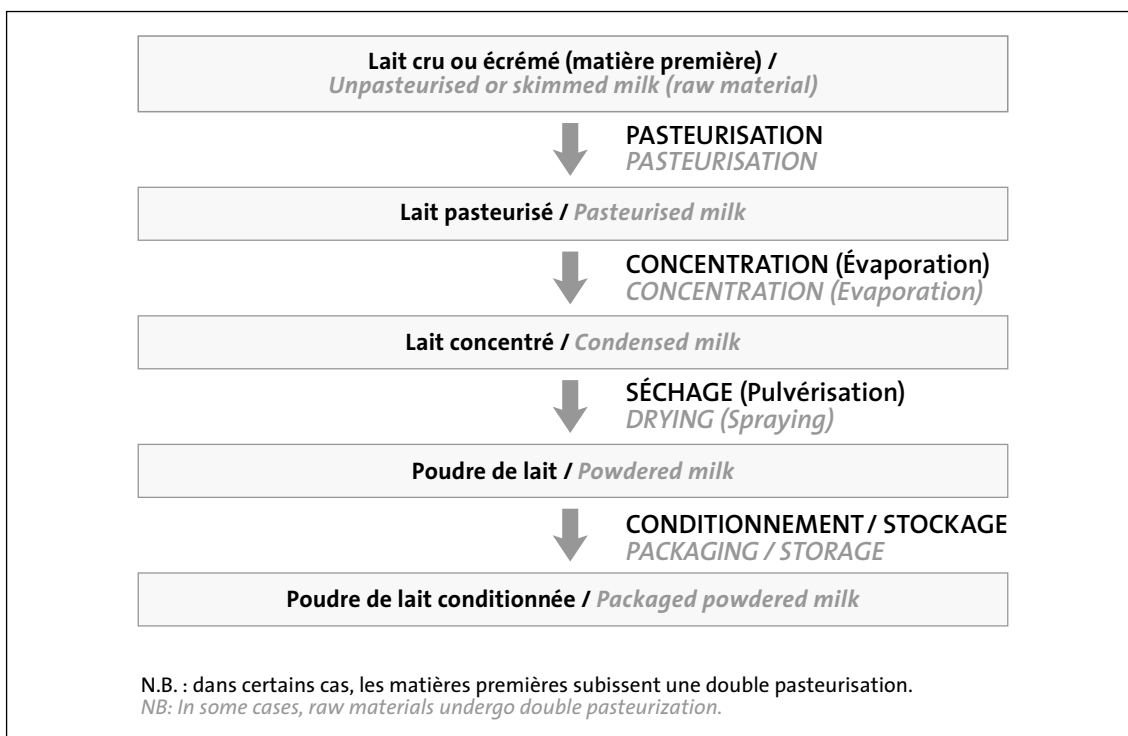 Lait cru ou écrémé (matière première) /
Unpasteurised or skimmed milk (raw material)
PASTEURISATION
PASTEURISATION
Lait pasteurisé / Pasteurised milk
CONCENTRATION (Évaporation)
CONCENTRATION (Evaporation)
Lait concentré / Condensed milk
SÉCHAGE (Pulvérisation)
DRYING (Spraying)
Poudre de lait / Powdered milk
CONDITIONNEMENT / STOCKAGE
PACKAGING / STORAGE
Poudre de lait conditionnée / Packaged powdered milk
N.B. : dans certains cas, les matières premières subissent une double pasteurisation.
NB: In some cases, raw materials undergo double pasteurization.